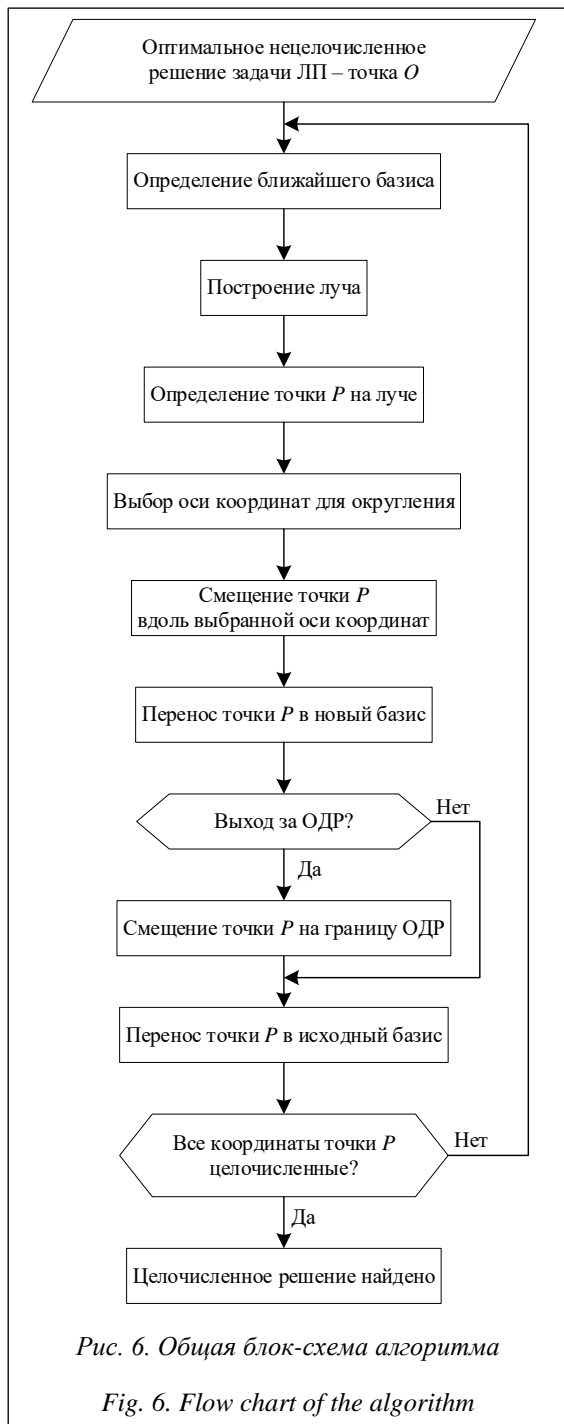 Оптимальное нецелочисленное
решение задачи ЛП – точка O
Определение ближайшего базиса
Построение луча
Определение точки P на луче
Выбор оси координат для округления
Смещение точки P
вдоль выбранной оси координат
Перенос точки P в новый базис
Выход за ОДР?
Нет
Да
Смещение точки P на границу ОДР
Перенос точки P в исходный базис
Все координаты точки P
целочисленные?
Нет
Да
Целочисленное решение найдено
Рис. 6. Общая блок-схема алгоритма
Fig. 6. Flow chart of the algorithm